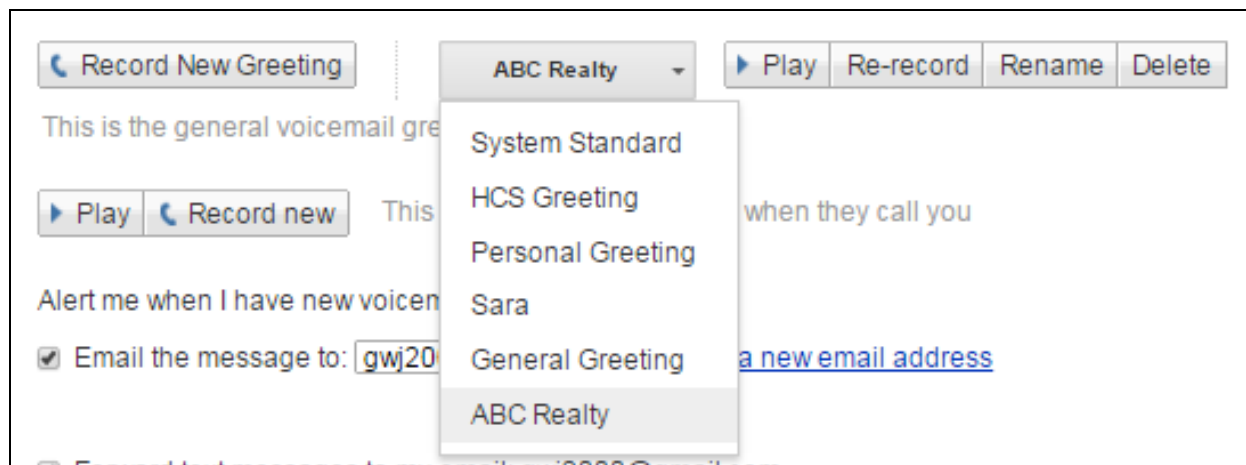 Record New Greeting ABC Realty Play Re-record Rename Delete
This is the general voicemail gre
System Standard
HCS Greeting
Play Record new This when they call you
Personal Greeting
Alert me when I have new voicem
Sara
Email the message to: gwj20 General Greeting a new email address
ABC Realty